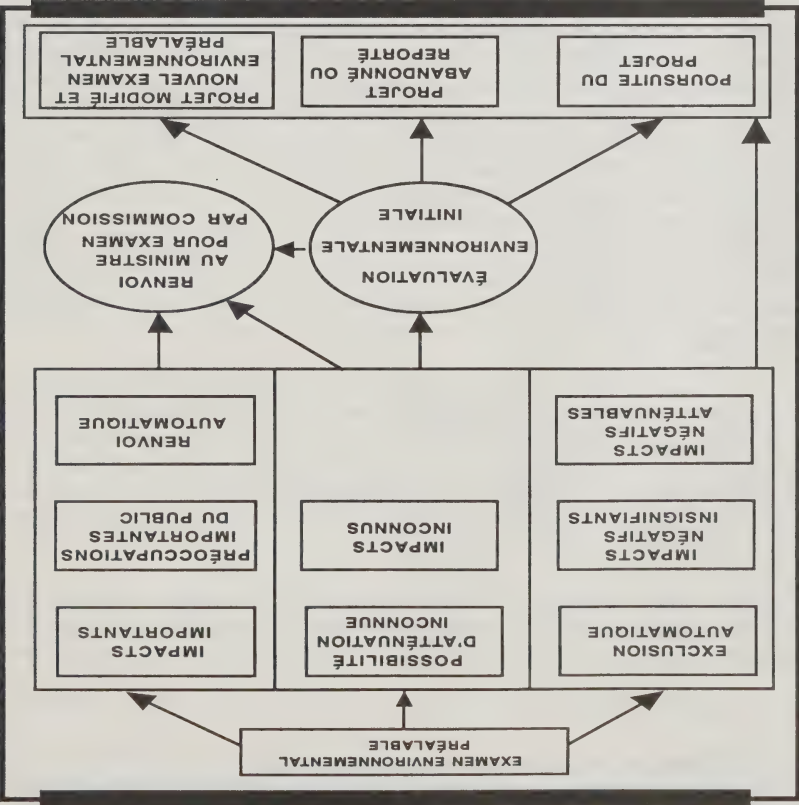 EXAMEN ENVIRONNEMENTAL
PRÉALABLE
EXCLUSION
AUTOMATIQUE
IMPACTS
NÉGATIFS
INSIGNIFIANTS
IMPACTS
NÉGATIFS
ATTÉNUABLES
POSSIBILITÉ
D'ATTÉNUATION
INCONNUE
IMPACTS
INCONNUS
IMPACTS
IMPORTANTS
PRÉOCCUPATIONS
IMPORTANTES
DU PUBLIC
RENVOI
AUTOMATIQUE
ÉVALUATION
ENVIRONNEMENTALE
INITIALE
RENVOI
AU MINISTRE
POUR EXAMEN
PAR COMMISSION
POURSUITE DU
PROJET
PROJET
ABANDONNÉ OU
REPORTÉ
PROJET MODIFIÉ ET
NOUVEL EXAMEN
ENVIRONNEMENTAL
PRÉALABLE